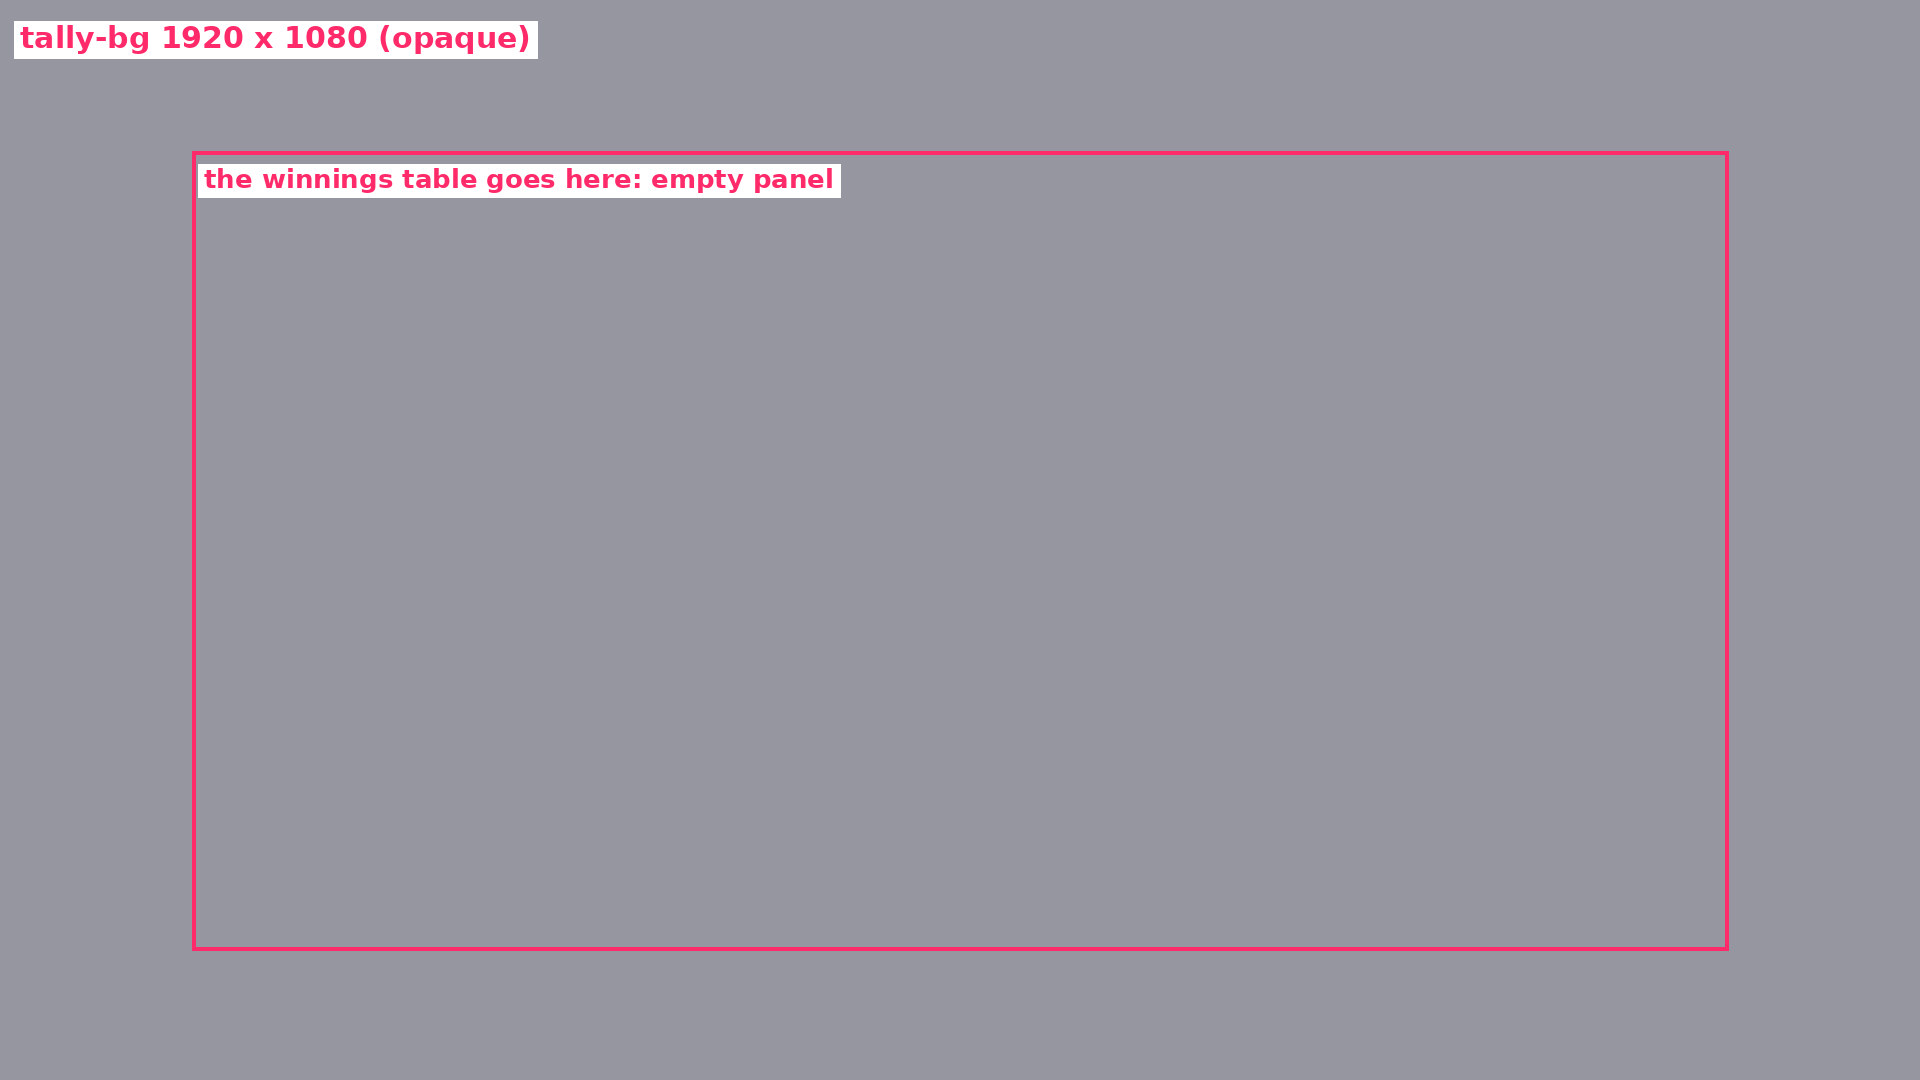 tally-bg 1920 x 1080 (opaque)
the winnings table goes here: empty panel